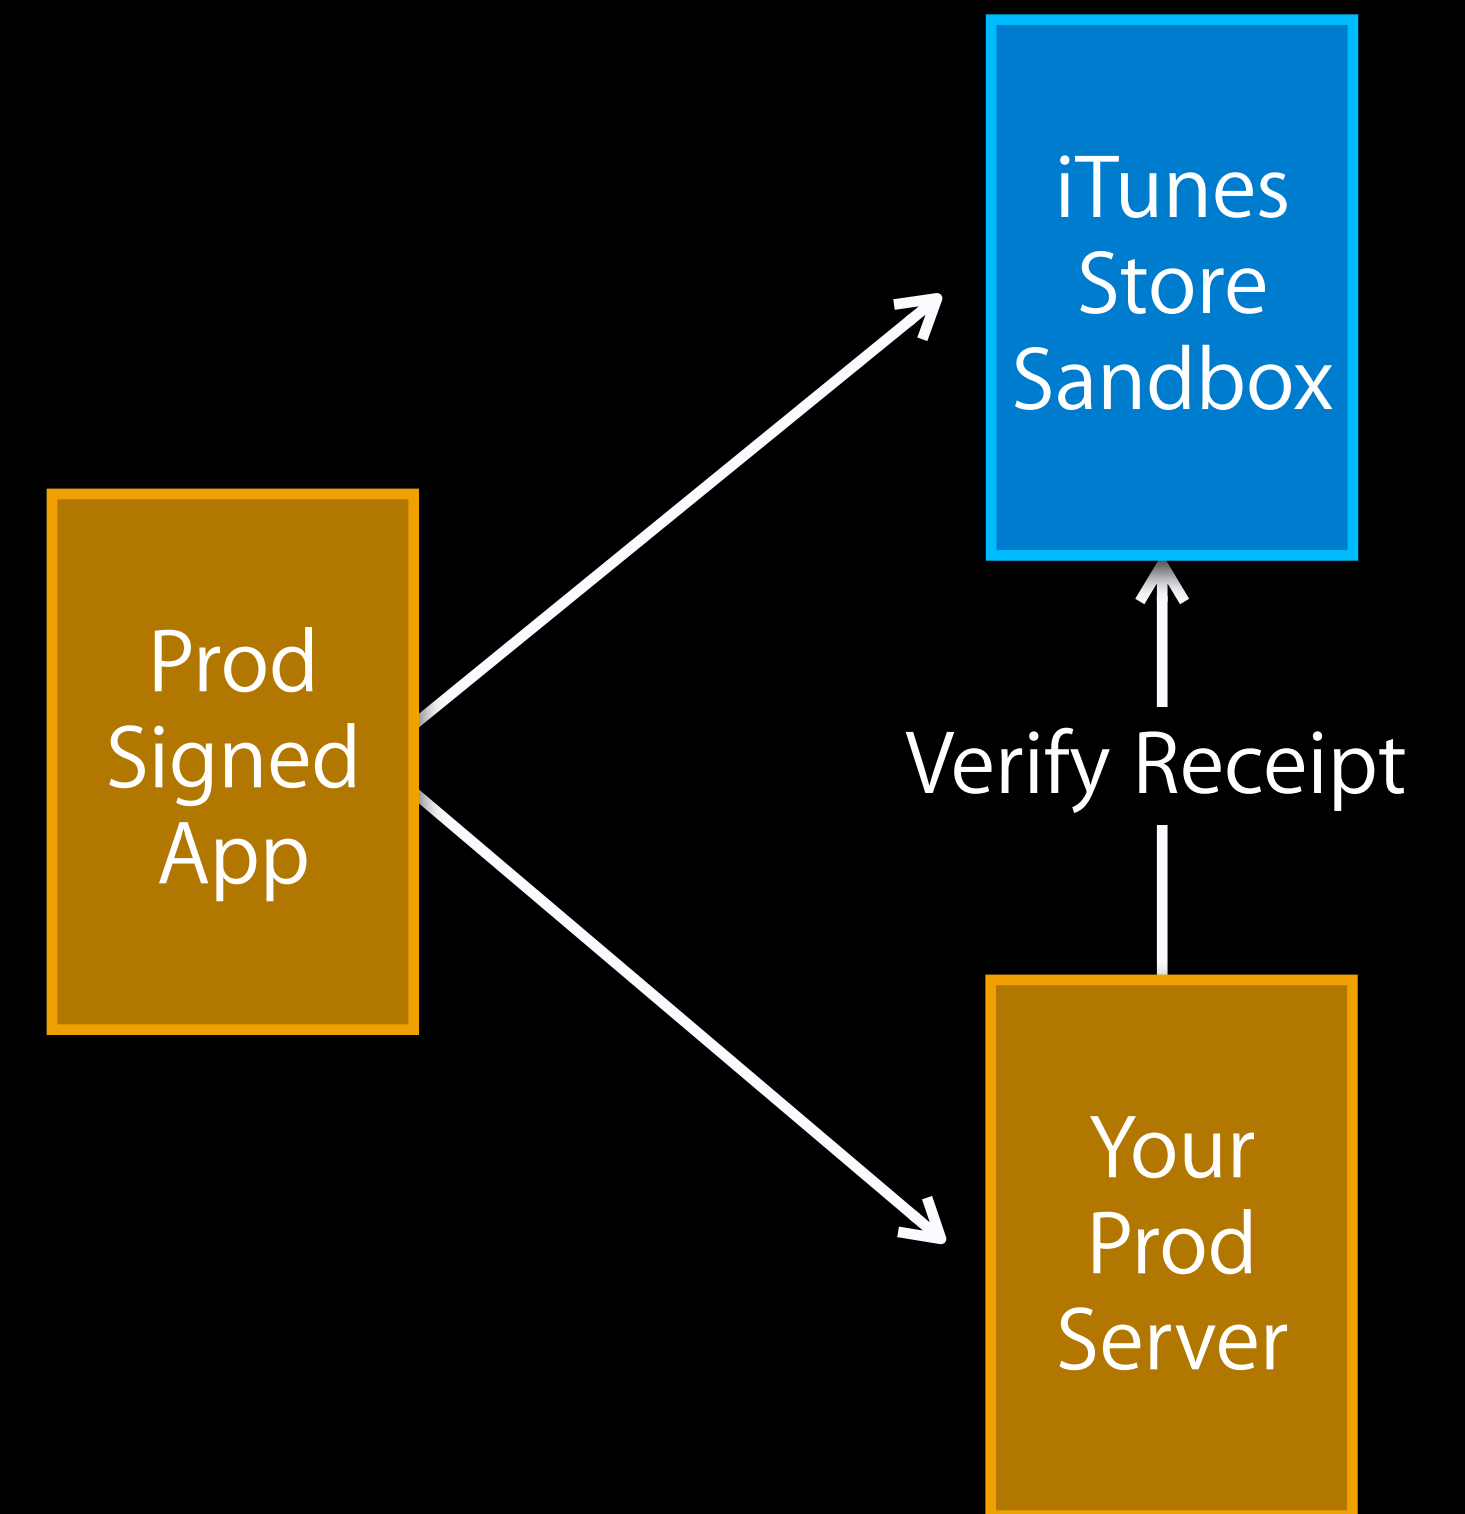 iTunes
Store
Sandbox
Prod
Signed
App
Verify Receipt
Your
Prod
Server